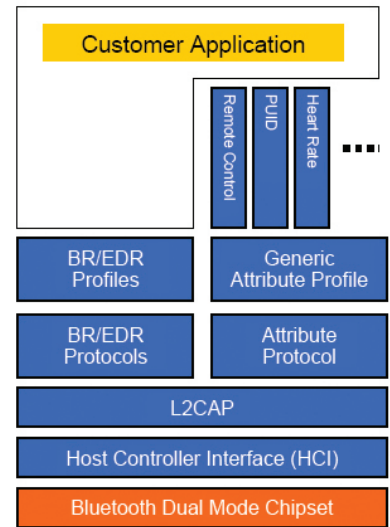 Customer Application
Remote Control
PUID
Heart Rate
BR/EDR
Profiles
Generic
Attribute Profile
BR/EDR
Protocols
Attribute
Protocol
L2CAP
Host Controller Interface (HCI)
Bluetooth Dual Mode Chipset